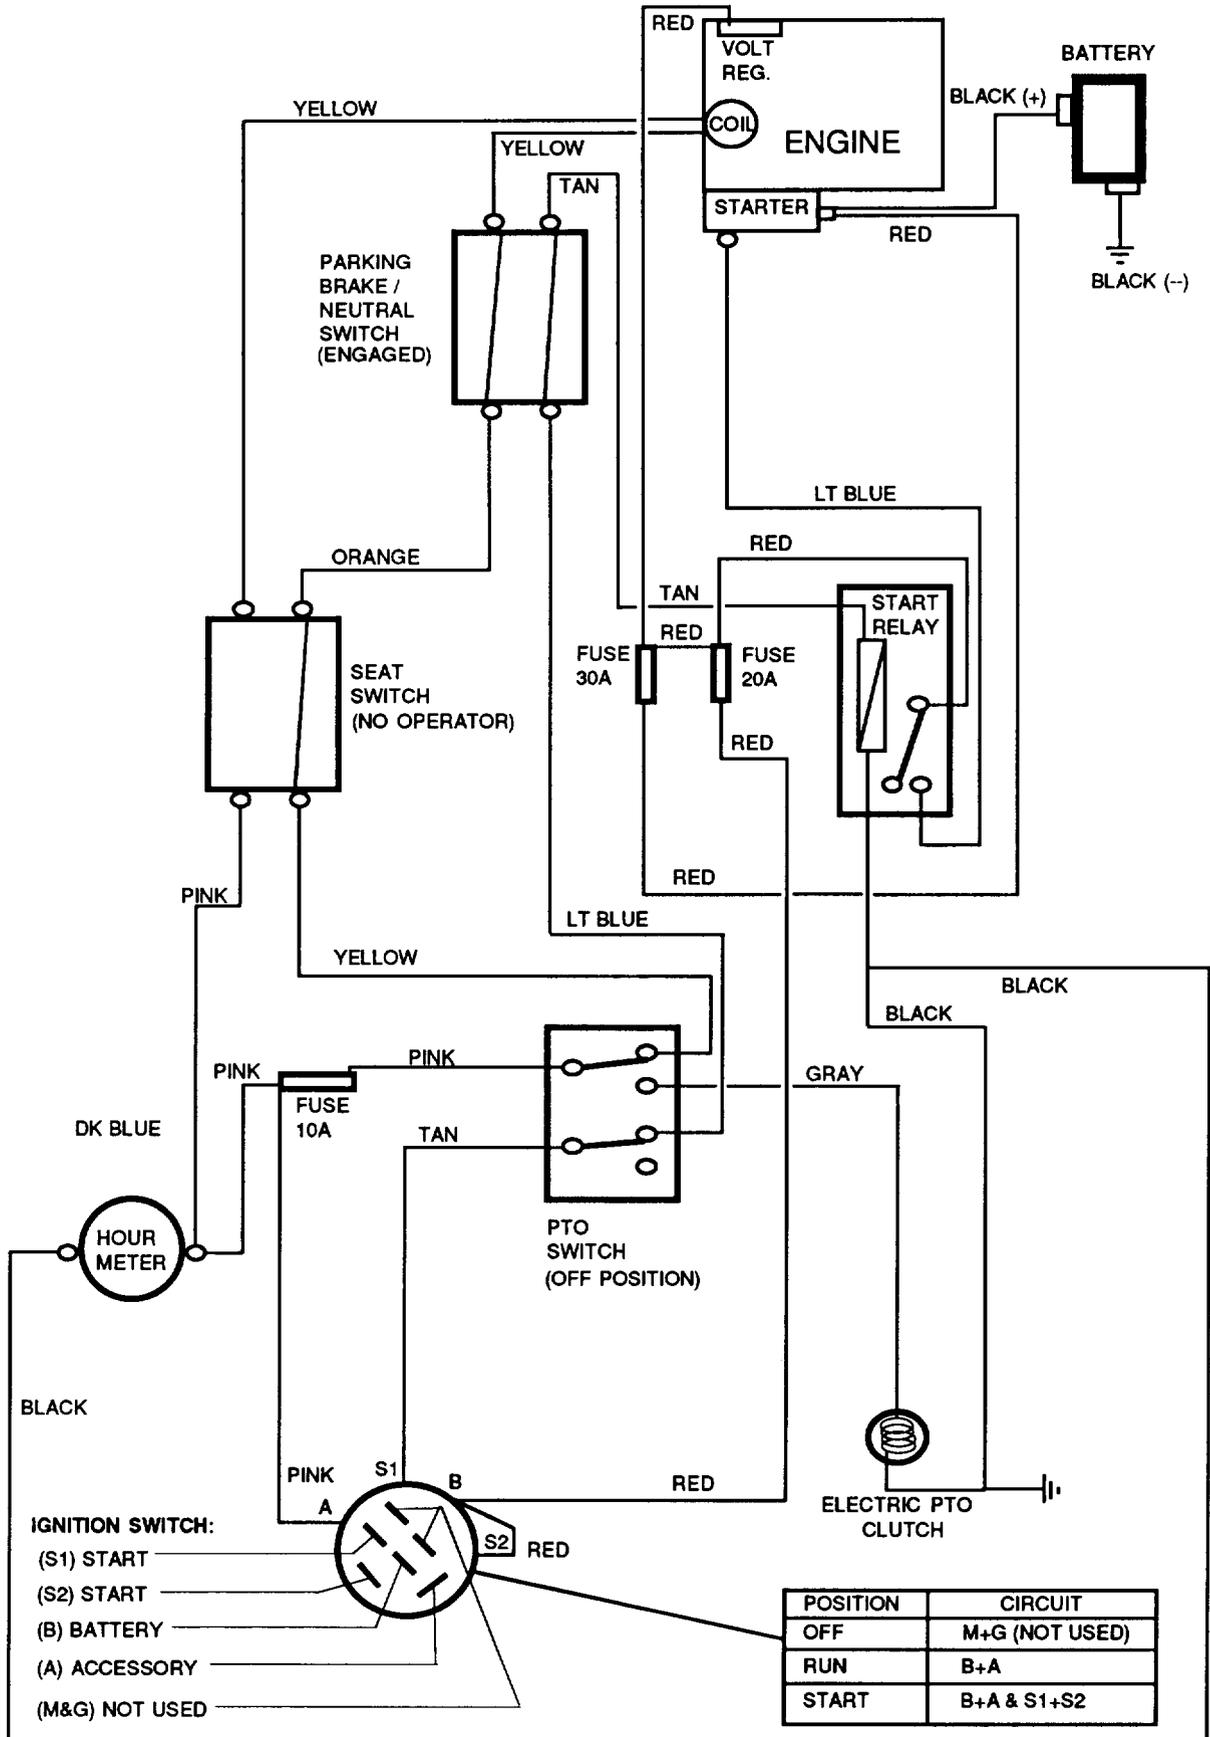 RED
VOLT
REG.
BATTERY
YELLOW
BLACK (+)
COIL
ENGINE
YELLOW
TAN
STARTER
RED
PARKING
BRAKE /
NEUTRAL
SWITCH
(ENGAGED)
BLACK (--)
LT BLUE
RED
ORANGE
TAN
START
RELAY
RED
FUSE
30A
FUSE
20A
SEAT
SWITCH
(NO OPERATOR)
RED
RED
PINK
LT BLUE
YELLOW
BLACK
BLACK
PINK
PINK
GRAY
FUSE
10A
DK BLUE
TAN
HOUR
METER
PTO
SWITCH
(OFF POSITION)
BLACK
PINK
S1
B
RED
A
ELECTRIC PTO
CLUTCH
S2
RED
IGNITION SWITCH:
(S1) START
(S2) START
(B) BATTERY
(A) ACCESSORY
(M&G) NOT USED
POSITION CIRCUIT
OFF M+G (NOT USED)
RUN B+A
START B+A & S1+S2